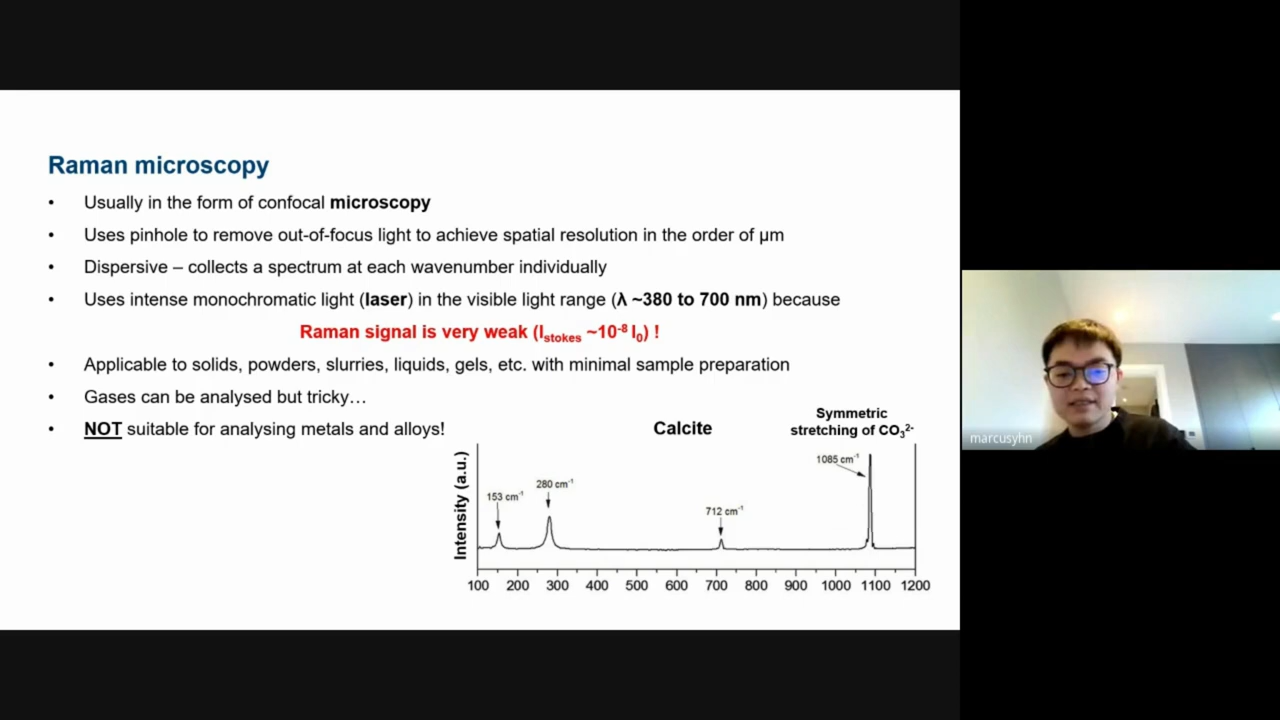 Raman microscopy
• Usually in the form of confocal microscopy
• Uses pinhole to remove out-of-focus light to achieve spatial resolution in the order of µm
• Dispersive – collects a spectrum at each wavenumber individually
• Uses intense monochromatic light (laser) in the visible light range (λ ~380 to 700 nm) because
Raman signal is very weak (Istokes ~10-8 I0) !
• Applicable to solids, powders, slurries, liquids, gels, etc. with minimal sample preparation
• Gases can be analysed but tricky…
• NOT suitable for analysing metals and alloys!
Calcite
Symmetric
stretching of CO32-
Intensity (a.u.)
153 cm-1
280 cm-1
712 cm-1
1085 cm-1
100 200 300 400 500 600 700 800 900 1000 1100 1200
marcusyhn